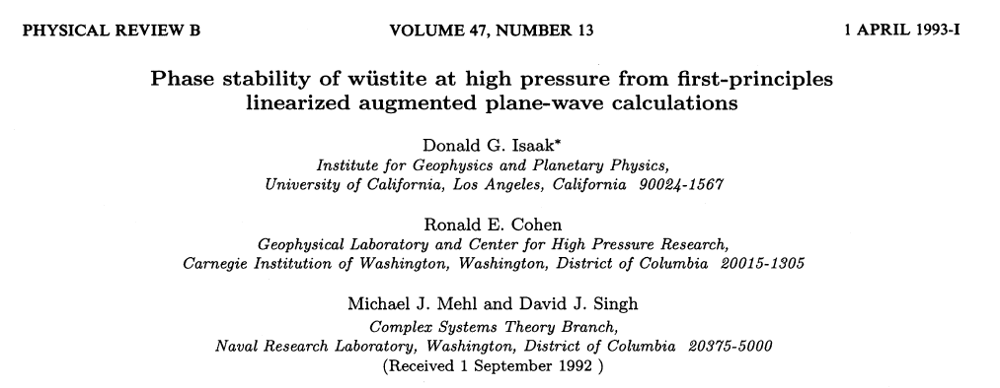 PHYSICAL REVIEW B VOLUME 47, NUMBER 13 1 APRIL 1993-I
Phase stability of wüstite at high pressure from first-principles
linearized augmented plane-wave calculations
Donald G. Isaak*
Institute for Geophysics and Planetary Physics,
University of California, Los Angeles, California 90024-1567
Ronald E. Cohen
Geophysical Laboratory and Center for High Pressure Research,
Carnegie Institution of Washington, Washington, District of Columbia 20015-1305
Michael J. Mehl and David J. Singh
Complex Systems Theory Branch,
Naval Research Laboratory, Washington, District of Columbia 20375-5000
(Received 1 September 1992 )